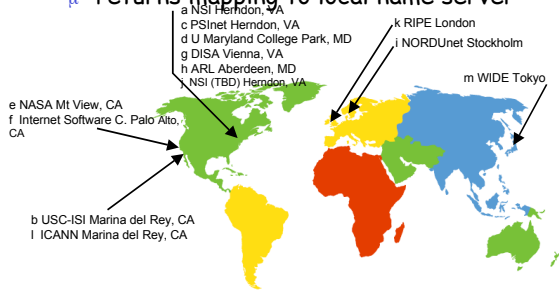 µ returns mapping to local name server
a NSI Herndon, VA
c PSInet Herndon, VA
d U Maryland College Park, MD
g DISA Vienna, VA
h ARL Aberdeen, MD
j NSI (TBD) Herndon, VA
k RIPE London
i NORDUnet Stockholm
m WIDE Tokyo
e NASA Mt View, CA
f Internet Software C. Palo Alto,
CA
b USC-ISI Marina del Rey, CA
l ICANN Marina del Rey, CA